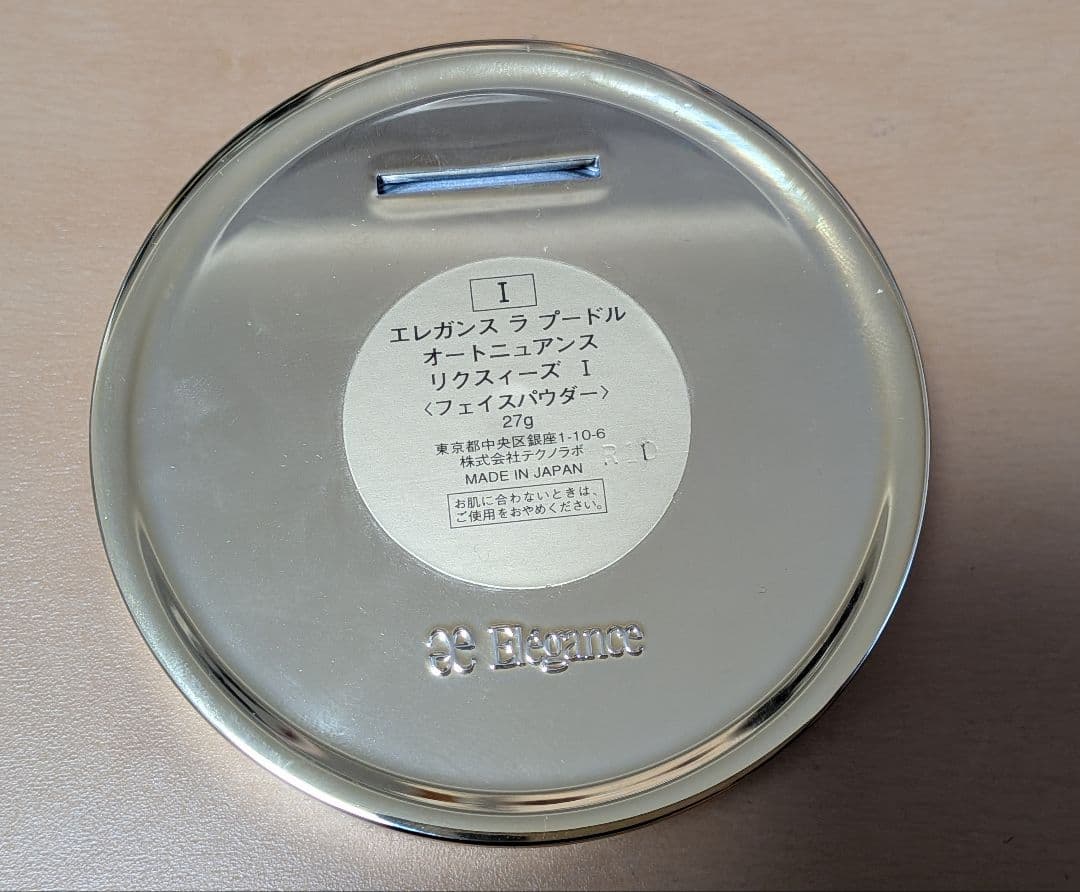 I
エレガンス ラ プードル
オートニュアンス
リクスィーズ I
〈フェイスパウダー〉
27g
東京都中央区銀座1-10-6
株式会社テクノラボ
MADE IN JAPAN
お肌に合わないときは、
ご使用をおやめください。
æ Elégance